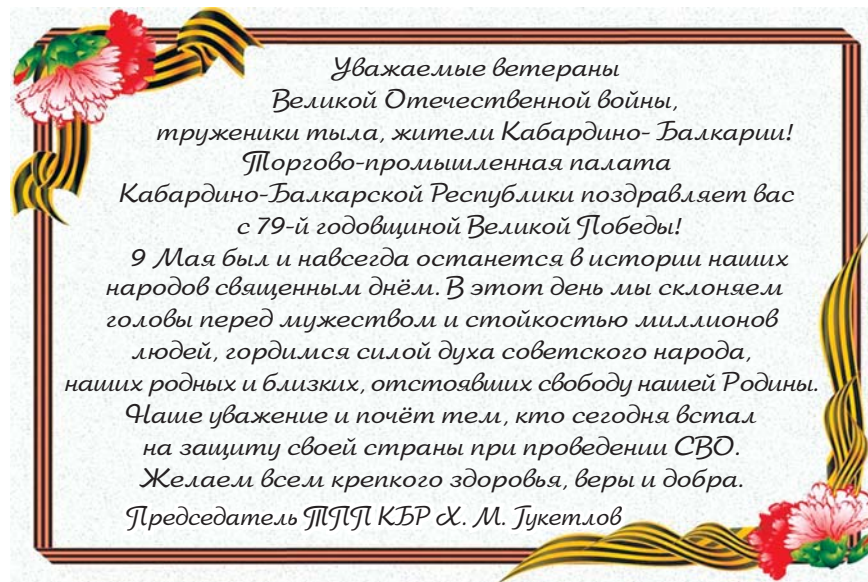 Уважаемые ветераны
Великой Отечественной войны,
труженики тыла, жители Кабардино- Балкарии!
Торгово-промышленная палата
Кабардино-Балкарской Республики поздравляет вас
с 79-й годовщиной Великой Победы!
9 Мая был и навсегда останется в истории наших
народов священным днём. В этот день мы склоняем
головы перед мужеством и стойкостью миллионов
людей, гордимся силой духа советского народа,
наших родных и близких, отстоявших свободу нашей Родины.
Наше уважение и почёт тем, кто сегодня встал
на защиту своей страны при проведении СВО.
Желаем всем крепкого здоровья, веры и добра.
Председатель ТПП КБР Х. М. Гукетлов